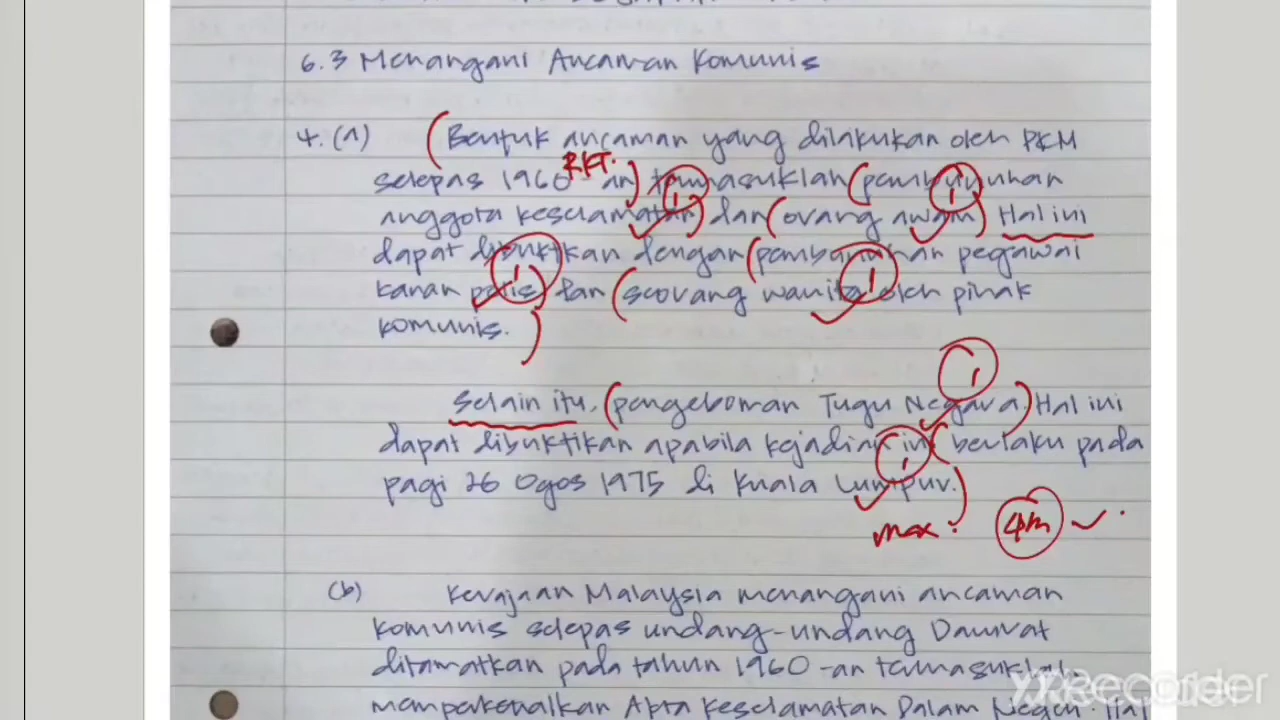 6.3 Menangani Ancaman Komunis
4. (a) (Bentuk ancaman yang dilakukan oleh PKM
RKT.
selepas 1960-an) termasuklah (pembunuhan
1 1
anggota keselamatan) dan (orang awam) Hal ini
dapat dibuktikan dengan (pembunuhan pegawai
1 1
kanan polis) dan (seorang wanita oleh pihak
komunis.)
1
Selain itu, (pengeboman Tugu Negara.) Hal ini
dapat dibuktikan apabila kejadian ini (berlaku pada
1
pagi 26 Ogos 1975 di Kuala Lumpur.)
max: 4m
(b) Kerajaan Malaysia menangani ancaman
komunis selepas undang-undang Daurat
ditamatkan pada tahun 1960-an termasuklah
memperkenalkan Akta Keselamatan Dalam Negeri. Hal
XRecorder